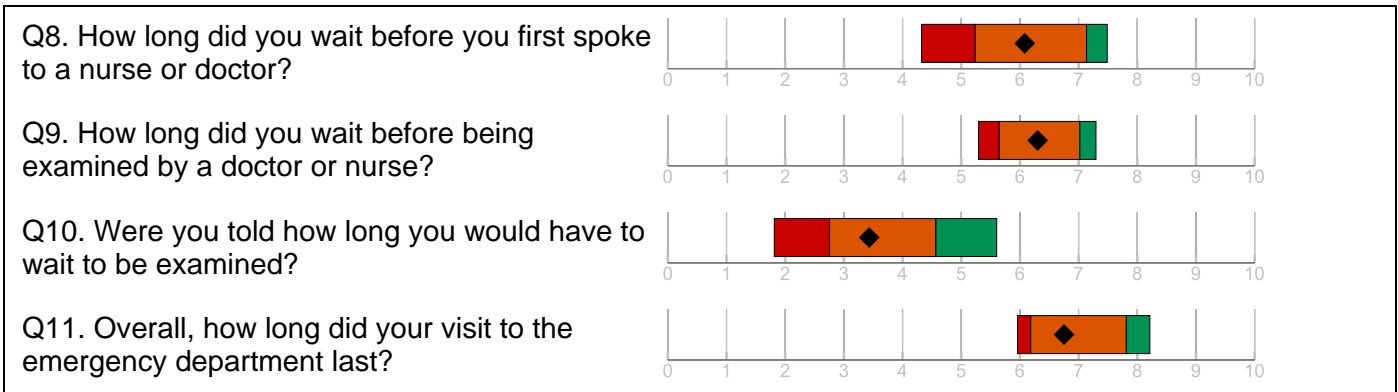 Q8. How long did you wait before you first spoke
to a nurse or doctor?
0 1 2 3 4 5 6 7 8 9 10
Q9. How long did you wait before being
examined by a doctor or nurse?
0 1 2 3 4 5 6 7 8 9 10
Q10. Were you told how long you would have to
wait to be examined?
0 1 2 3 4 5 6 7 8 9 10
Q11. Overall, how long did your visit to the
emergency department last?
0 1 2 3 4 5 6 7 8 9 10